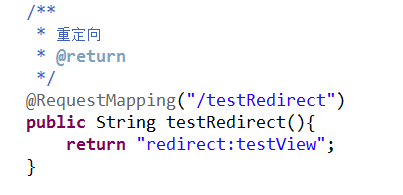 /**
 * 重定向
 * @return
 */
@RequestMapping("/testRedirect")
public String testRedirect(){
    return "redirect:testView";
}